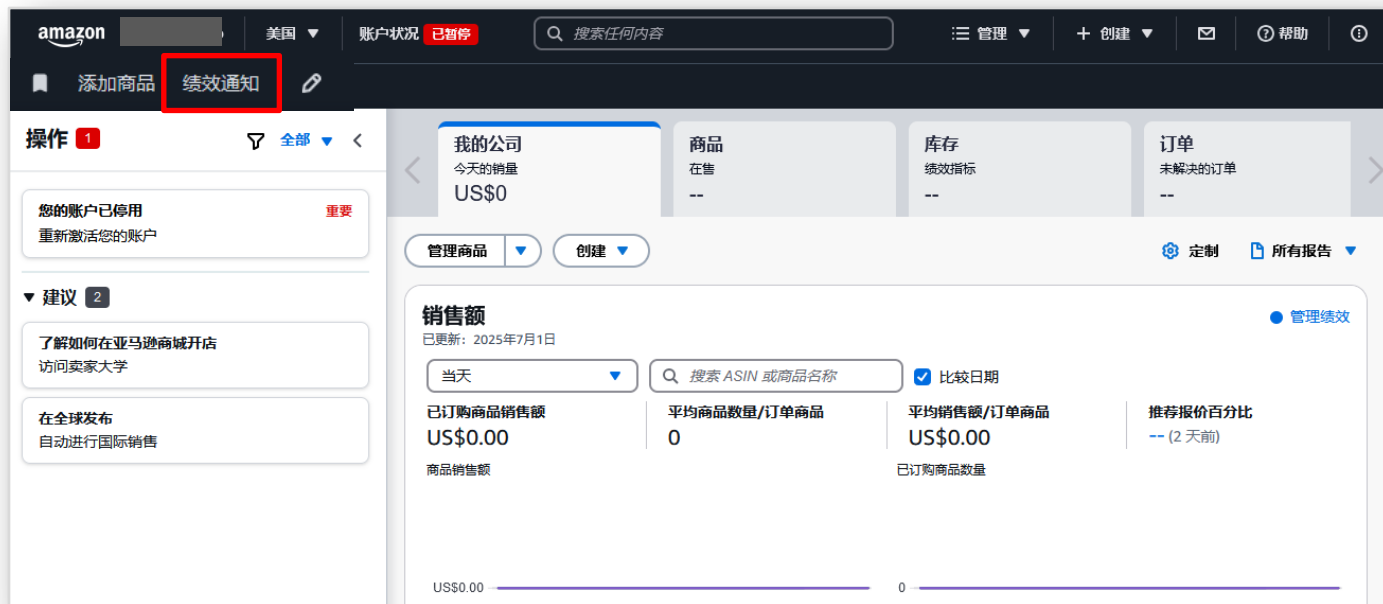 amazon 美国 账户状况 已暂停 搜索任何内容 管理 创建 帮助
添加商品 绩效通知
操作 1 全部
您的账户已停用 重要
重新激活您的账户
建议 2
了解如何在亚马逊商城开店
访问卖家大学
在全球发布
自动进行国际销售
我的公司
今天的销量
US$0
商品
在售
--
库存
绩效指标
--
订单
未解决的订单
--
管理商品 创建 定制 所有报告
销售额 管理绩效
已更新: 2025年7月1日
当天 搜索 ASIN 或商品名称 比较日期
已订购商品销售额
US$0.00
平均商品数量/订单商品
0
平均销售额/订单商品
US$0.00
推荐报价百分比
-- (2 天前)
商品销售额 已订购商品数量
US$0.00 0